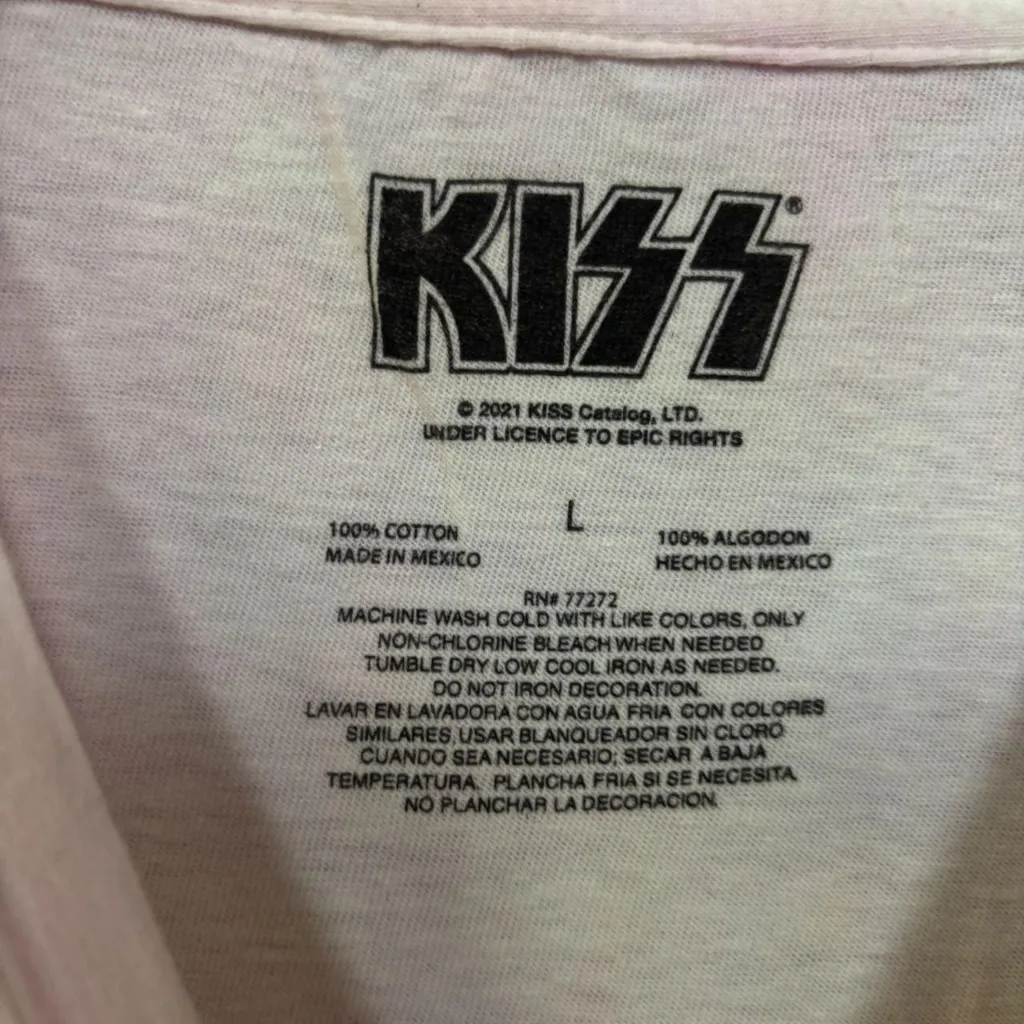 KISS®
© 2021 KISS Catalog, LTD.
UNDER LICENCE TO EPIC RIGHTS
L
100% COTTON
MADE IN MEXICO
100% ALGODON
HECHO EN MEXICO
RN# 77272
MACHINE WASH COLD WITH LIKE COLORS, ONLY
NON-CHLORINE BLEACH WHEN NEEDED
TUMBLE DRY LOW COOL IRON AS NEEDED.
DO NOT IRON DECORATION.
LAVAR EN LAVADORA CON AGUA FRIA CON COLORES
SIMILARES, USAR BLANQUEADOR SIN CLORO
CUANDO SEA NECESARIO; SECAR A BAJA
TEMPERATURA. PLANCHA FRIA SI SE NECESITA.
NO PLANCHAR LA DECORACION.